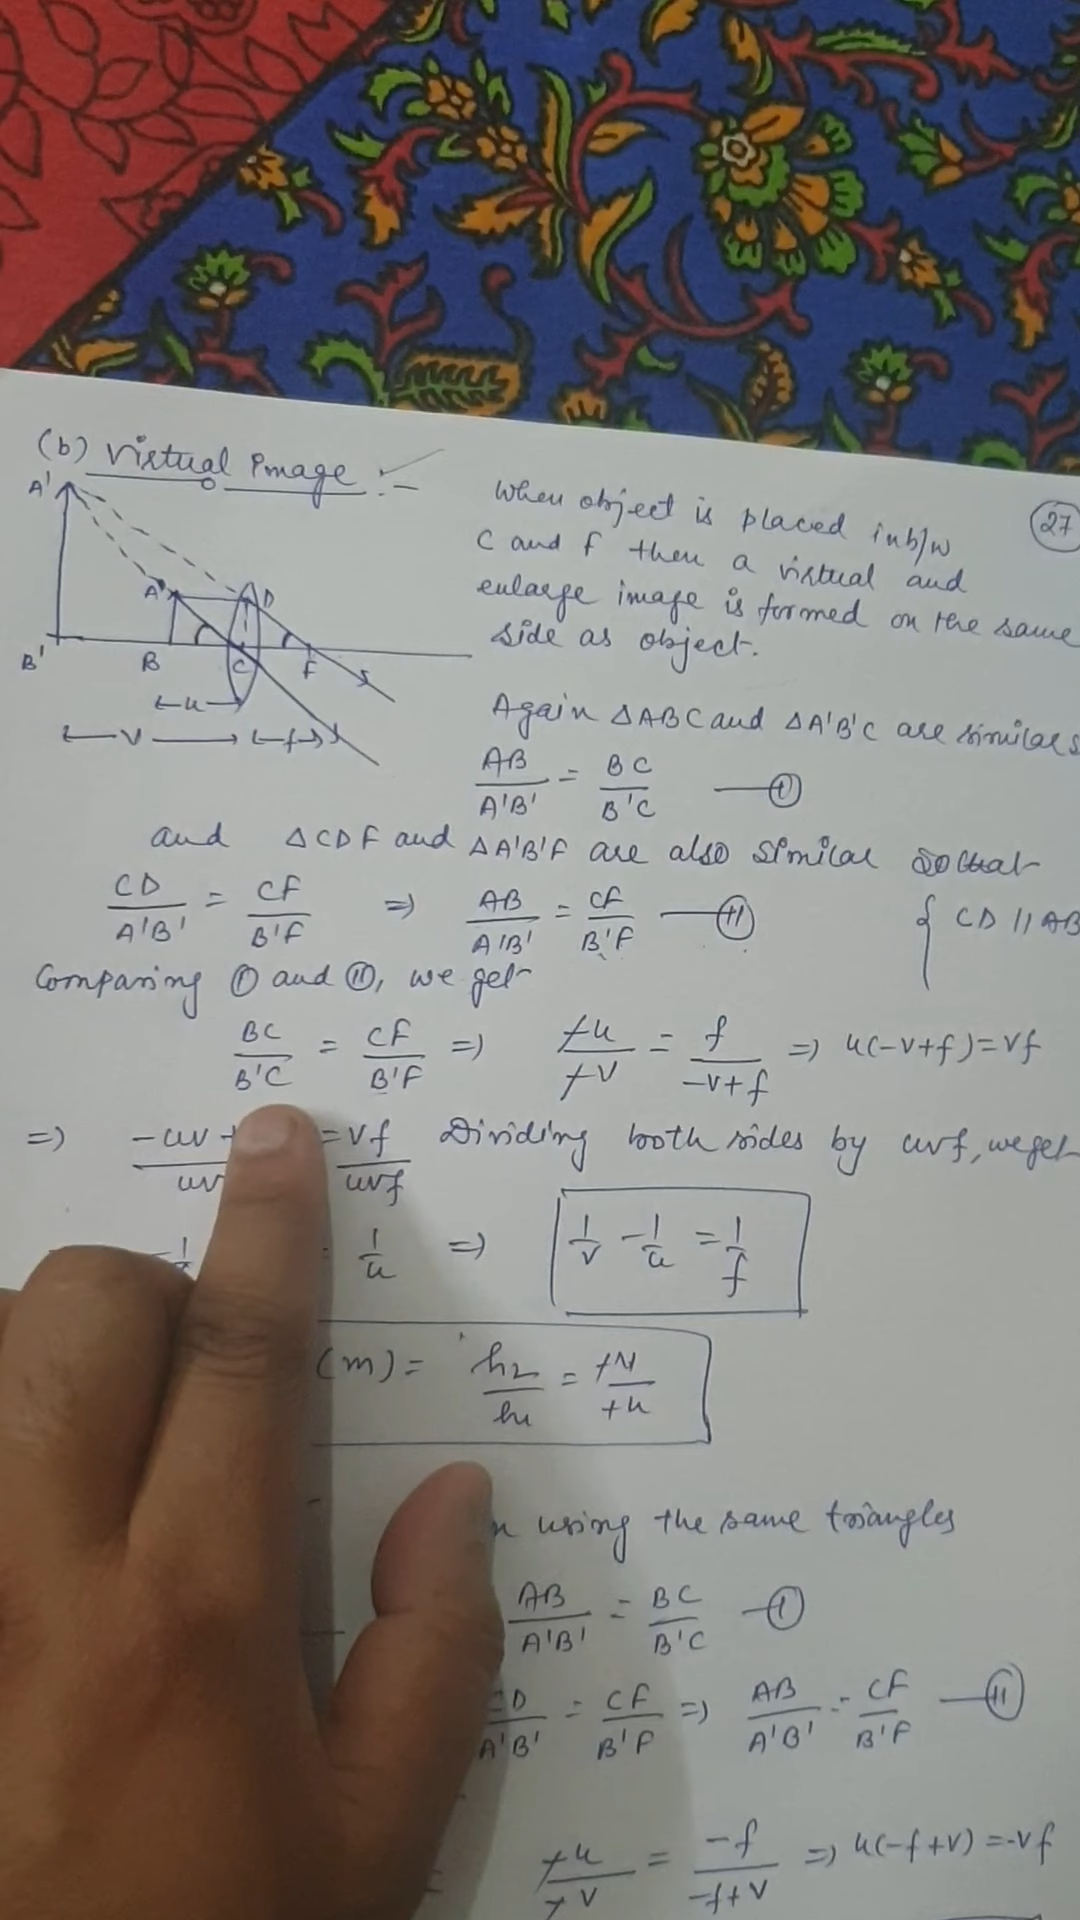 (b) Virtual Image :-
27
A'
A
D
B'
B
C
F
u
v
f
When object is placed in b/w
C and f then a virtual and
enlarge image is formed on the same
side as object.
Again ΔABC and ΔA'B'C are similar
AB/A'B' = BC/B'C — (I)
and ΔCDF and ΔA'B'F are also similar so that
CD/A'B' = CF/B'F ⇒ AB/A'B' = CF/B'F — (II) { CD // AB
Comparing (I) and (II), we get
BC/B'C = CF/B'F ⇒ +u/+v = f/-v+f ⇒ u(-v+f) = vf
⇒ -uv + = vf/uvf Dividing both sides by uvf, we get
= 1/u ⇒ 1/v - 1/u = 1/f
(m) = h2/h1 = +v/+u
using the same triangles
AB/A'B' = BC/B'C — (I)
CD/A'B' = CF/B'F ⇒ AB/A'B' = CF/B'F — (II)
= +u/+v = -f/-f+v ⇒ u(-f+v) = -vf